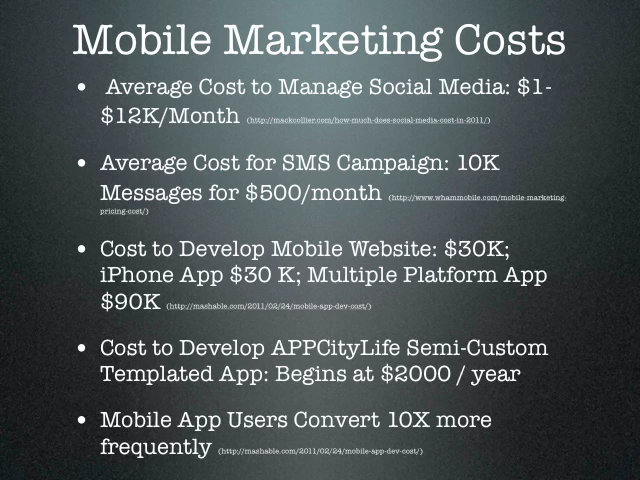 Mobile Marketing Costs
• Average Cost to Manage Social Media: $1-
$12K/Month (http://mackcollier.com/how-much-does-social-media-cost-in-2011/)
• Average Cost for SMS Campaign: 10K
Messages for $500/month (http://www.whammobile.com/mobile-marketing-
pricing-cost/)
• Cost to Develop Mobile Website: $30K;
iPhone App $30 K; Multiple Platform App
$90K (http://mashable.com/2011/02/24/mobile-app-dev-cost/)
• Cost to Develop APPCityLife Semi-Custom
Templated App: Begins at $2000 / year
• Mobile App Users Convert 10X more
frequently (http://mashable.com/2011/02/24/mobile-app-dev-cost/)